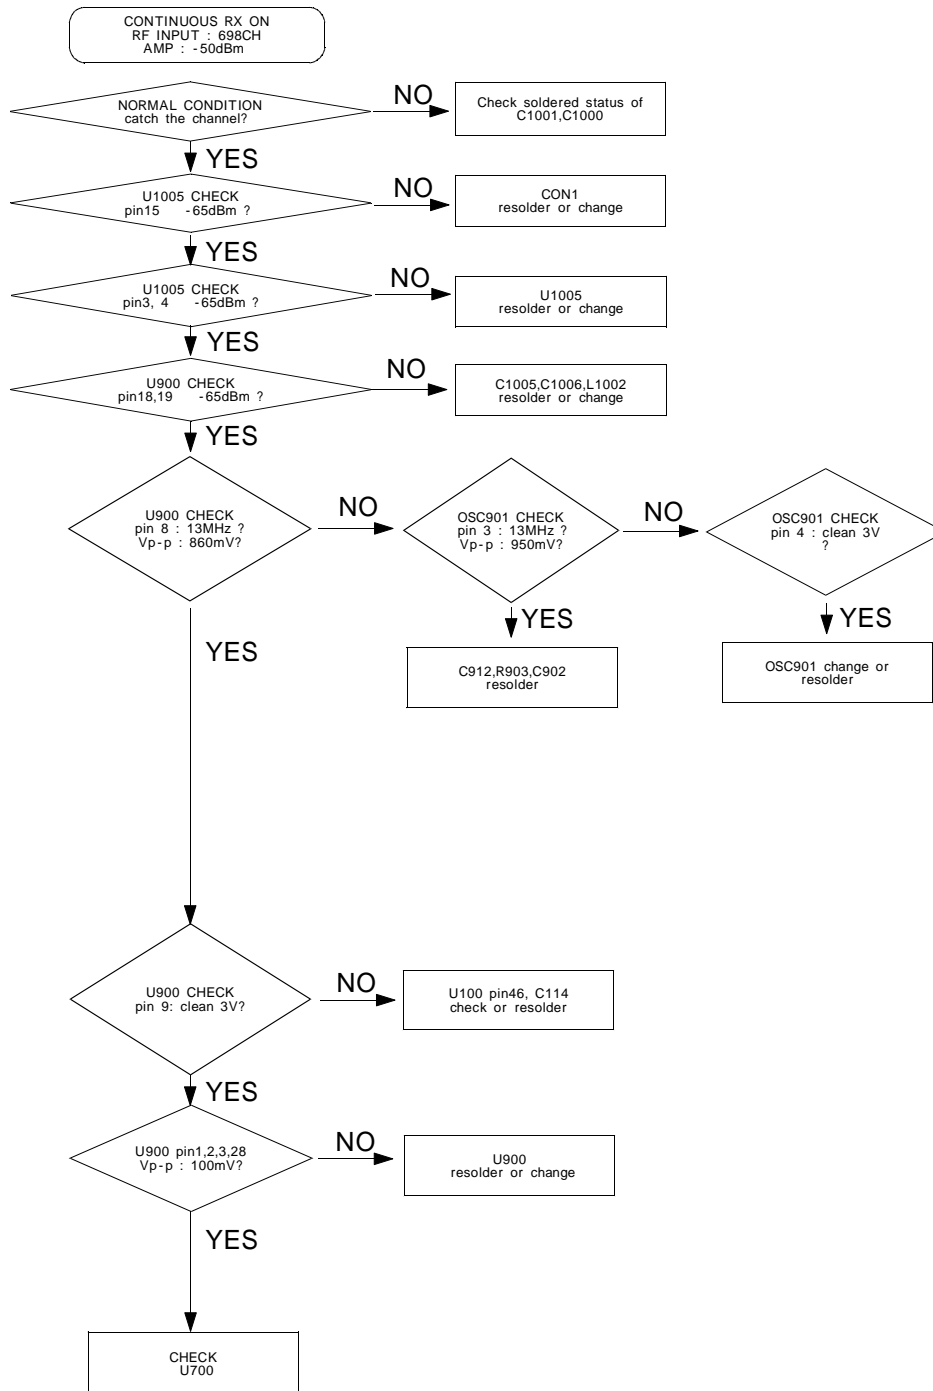 CONTINUOUS RX ON
RF INPUT : 698CH
AMP : -50dBm
NORMAL CONDITION
catch the channel?
NO
Check soldered status of
C1001,C1000
YES
U1005 CHECK
pin15 -65dBm ?
NO
CON1
resolder or change
YES
U1005 CHECK
pin3, 4 -65dBm ?
NO
U1005
resolder or change
YES
U900 CHECK
pin18,19 -65dBm ?
NO
C1005,C1006,L1002
resolder or change
YES
U900 CHECK
pin 8 : 13MHz ?
Vp-p : 860mV?
NO
OSC901 CHECK
pin 3 : 13MHz ?
Vp-p : 950mV?
NO
OSC901 CHECK
pin 4 : clean 3V
?
YES
C912,R903,C902
resolder
YES
OSC901 change or
resolder
YES
U900 CHECK
pin 9: clean 3V?
NO
U100 pin46, C114
check or resolder
YES
U900 pin1,2,3,28
Vp-p : 100mV?
NO
U900
resolder or change
YES
CHECK
U700